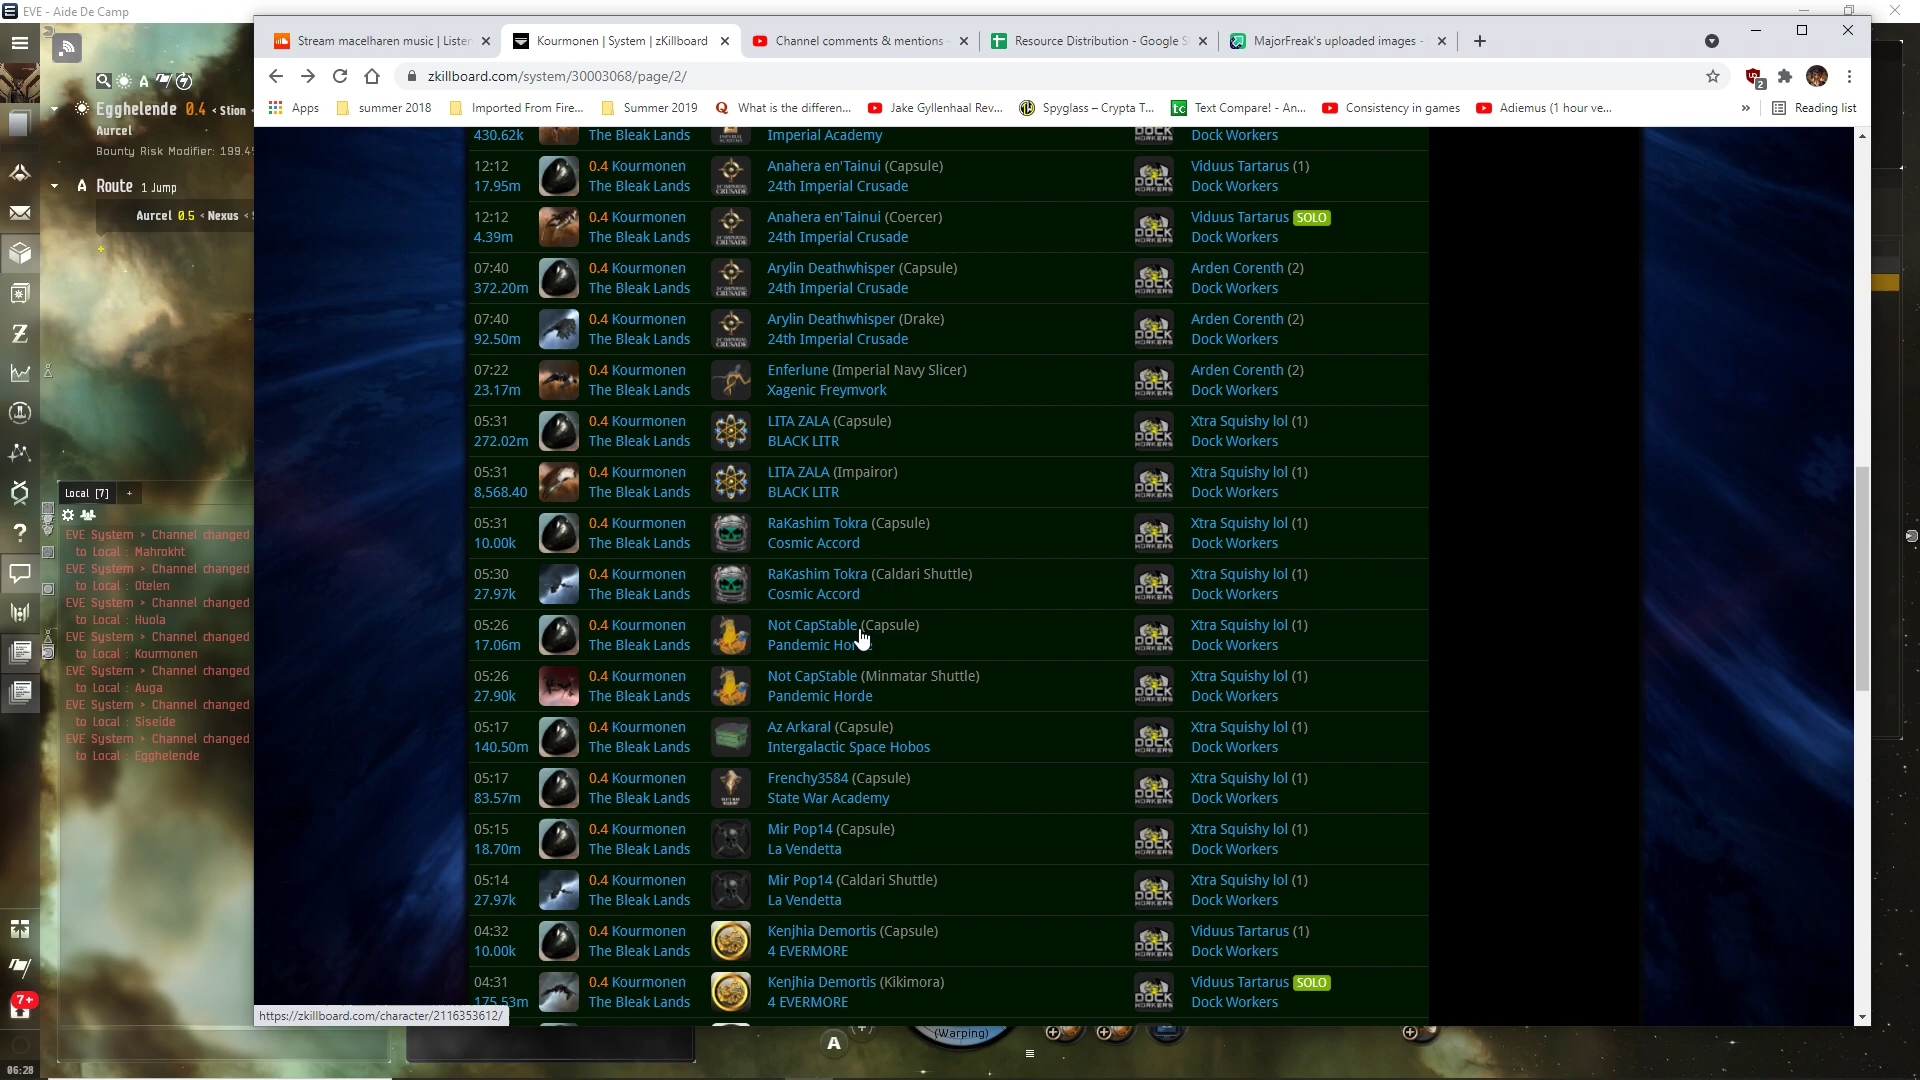 EVE - Aide De Camp
Stream macelharen music | Listen
Kourmonen | System | zKillboard
Channel comments & mentions -
Resource Distribution - Google S
MajorFreak's uploaded images -
zkillboard.com/system/30003068/page/2/
2
Apps
summer 2018
Imported From Fire...
Summer 2019
What is the differen...
Jake Gyllenhaal Rev...
Spyglass – Crypta T...
Text Compare! - An...
Consistency in games
Adiemus (1 hour ve...
»
Reading list
Egghelende 0.4 < Stion
Aurcel
Bounty Risk Modifier: 199.4
A Route 1 Jump
Aurcel 0.5 < Nexus <
Local [7] +
EVE System > Channel changed
to Local : Mahrokht
EVE System > Channel changed
to Local : Otelen
EVE System > Channel changed
to Local : Huola
EVE System > Channel changed
to Local : Kourmonen
EVE System > Channel changed
to Local : Auga
EVE System > Channel changed
to Local : Siseide
EVE System > Channel changed
to Local : Egghelende
7+
06:28
430.62k The Bleak Lands Imperial Academy Dock Workers
12:12 0.4 Kourmonen Anahera en'Tainui (Capsule) Viduus Tartarus (1)
17.95m The Bleak Lands 24th Imperial Crusade Dock Workers
12:12 0.4 Kourmonen Anahera en'Tainui (Coercer) Viduus Tartarus SOLO
4.39m The Bleak Lands 24th Imperial Crusade Dock Workers
07:40 0.4 Kourmonen Arylin Deathwhisper (Capsule) Arden Corenth (2)
372.20m The Bleak Lands 24th Imperial Crusade Dock Workers
07:40 0.4 Kourmonen Arylin Deathwhisper (Drake) Arden Corenth (2)
92.50m The Bleak Lands 24th Imperial Crusade Dock Workers
07:22 0.4 Kourmonen Enferlune (Imperial Navy Slicer) Arden Corenth (2)
23.17m The Bleak Lands Xagenic Freymvork Dock Workers
05:31 0.4 Kourmonen LITA ZALA (Capsule) Xtra Squishy lol (1)
272.02m The Bleak Lands BLACK LITR Dock Workers
05:31 0.4 Kourmonen LITA ZALA (Impairor) Xtra Squishy lol (1)
8,568.40 The Bleak Lands BLACK LITR Dock Workers
05:31 0.4 Kourmonen RaKashim Tokra (Capsule) Xtra Squishy lol (1)
10.00k The Bleak Lands Cosmic Accord Dock Workers
05:30 0.4 Kourmonen RaKashim Tokra (Caldari Shuttle) Xtra Squishy lol (1)
27.97k The Bleak Lands Cosmic Accord Dock Workers
05:26 0.4 Kourmonen Not CapStable (Capsule) Xtra Squishy lol (1)
17.06m The Bleak Lands Pandemic Horde Dock Workers
05:26 0.4 Kourmonen Not CapStable (Minmatar Shuttle) Xtra Squishy lol (1)
27.90k The Bleak Lands Pandemic Horde Dock Workers
05:17 0.4 Kourmonen Az Arkaral (Capsule) Xtra Squishy lol (1)
140.50m The Bleak Lands Intergalactic Space Hobos Dock Workers
05:17 0.4 Kourmonen Frenchy3584 (Capsule) Xtra Squishy lol (1)
83.57m The Bleak Lands State War Academy Dock Workers
05:15 0.4 Kourmonen Mir Pop14 (Capsule) Xtra Squishy lol (1)
18.70m The Bleak Lands La Vendetta Dock Workers
05:14 0.4 Kourmonen Mir Pop14 (Caldari Shuttle) Xtra Squishy lol (1)
27.97k The Bleak Lands La Vendetta Dock Workers
04:32 0.4 Kourmonen Kenjhia Demortis (Capsule) Viduus Tartarus (1)
10.00k The Bleak Lands 4 EVERMORE Dock Workers
04:31 0.4 Kourmonen Kenjhia Demortis (Kikimora) Viduus Tartarus SOLO
175.53m The Bleak Lands 4 EVERMORE Dock Workers
https://zkillboard.com/character/2116353612/
A
(Warping)